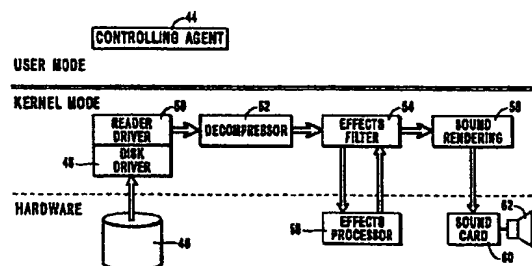 44
CONTROLLING AGENT
USER MODE
KERNEL MODE
50
52
54
58
READER DRIVER
DECOMPRESSOR
EFFECTS FILTER
SOUND RENDERING
48
DISK DRIVER
HARDWARE
62
56
EFFECTS PROCESSOR
SOUND CARD
46
60